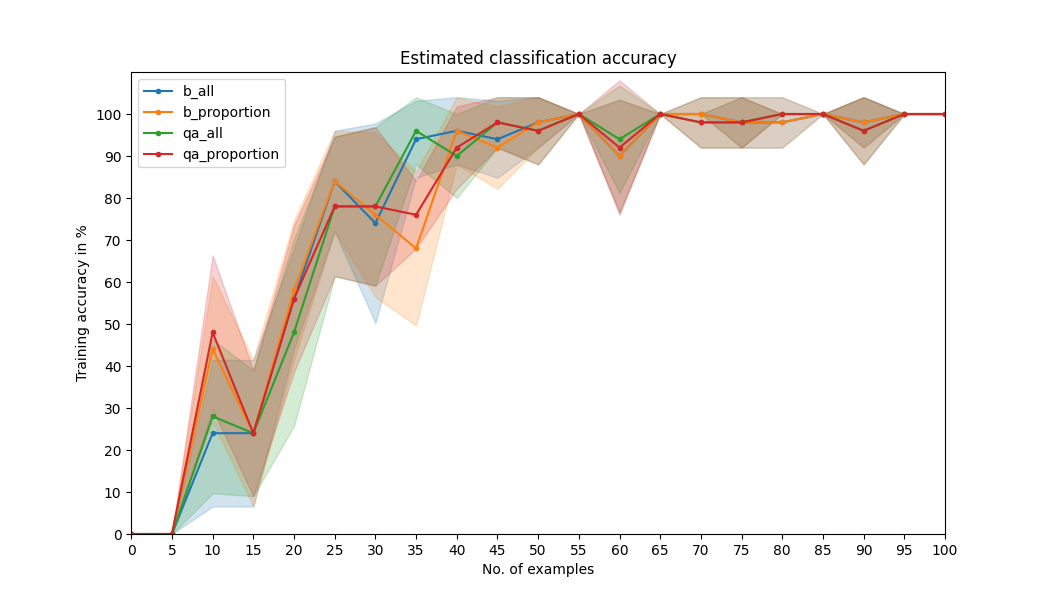 Estimated classification accuracy
b_all
b_proportion
qa_all
qa_proportion
Training accuracy in %
100
90
80
70
60
50
40
30
20
10
0
0 5 10 15 20 25 30 35 40 45 50 55 60 65 70 75 80 85 90 95 100
No. of examples